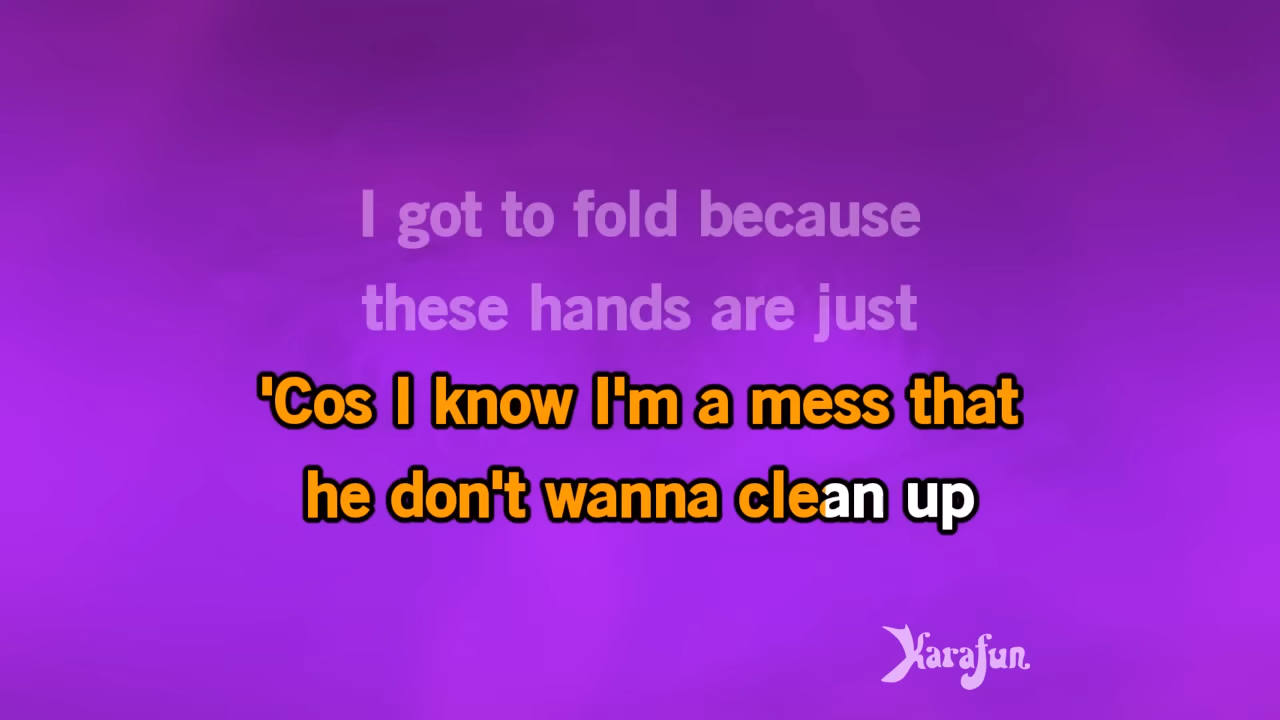 I got to fold because
these hands are just
'Cos I know I'm a mess that
he don't wanna clean up
Karafun